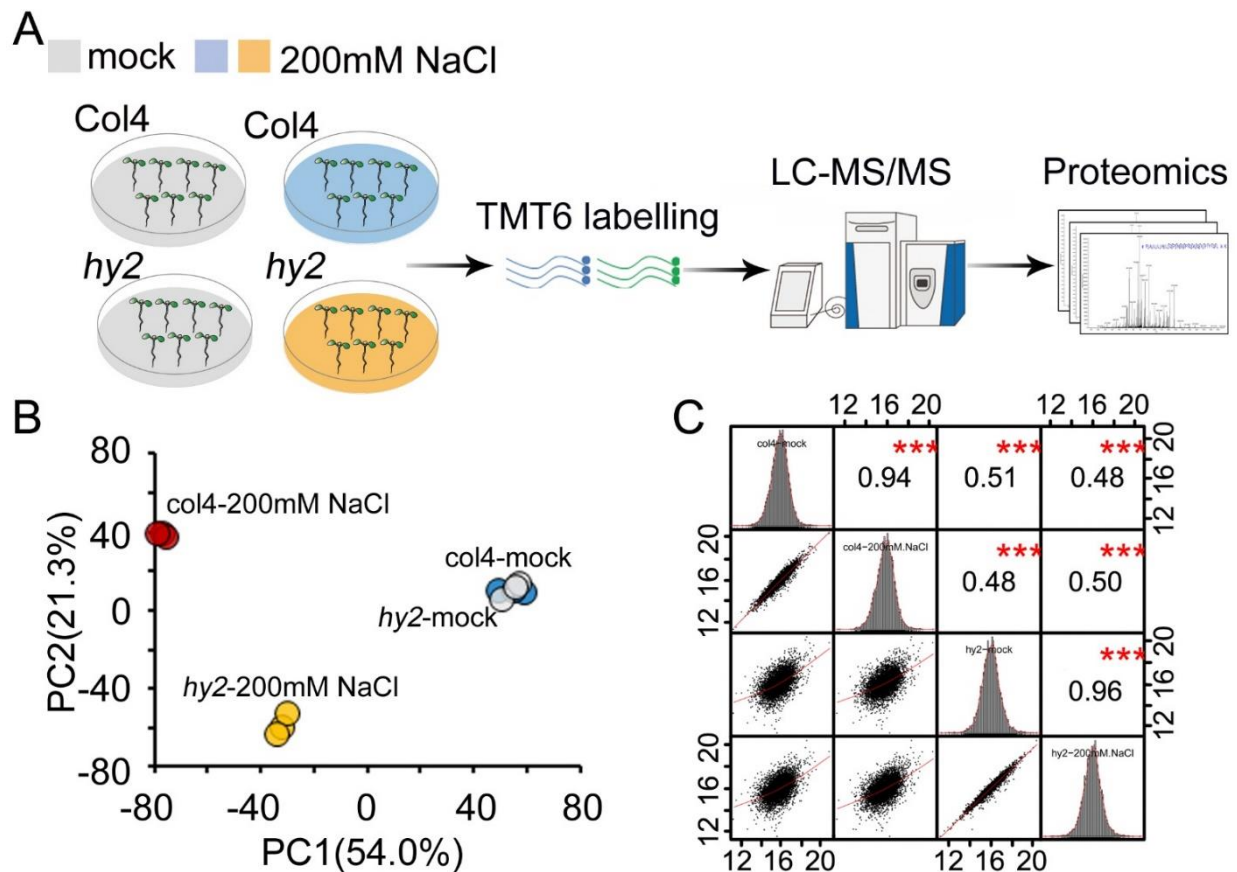 A
mock 200mM NaCl
Col4 Col4
hy2 hy2
TMT6 labelling
LC-MS/MS
Proteomics
B
80
40
0
-40
-80
PC2(21.3%)
col4-200mM NaCl
col4-mock
hy2-mock
hy2-200mM NaCl
-80 -40 0 40 80
PC1(54.0%)
C
12 16 20 12 16 20
col4-mock
*** *** ***
0.94 0.51 0.48
12 16 20
12 16 20
col4-200mM.NaCl
*** ***
0.48 0.50
hy2-mock
***
0.96
12 16 20
12 16 20
hy2-200mM.NaCl
12 16 20 12 16 20